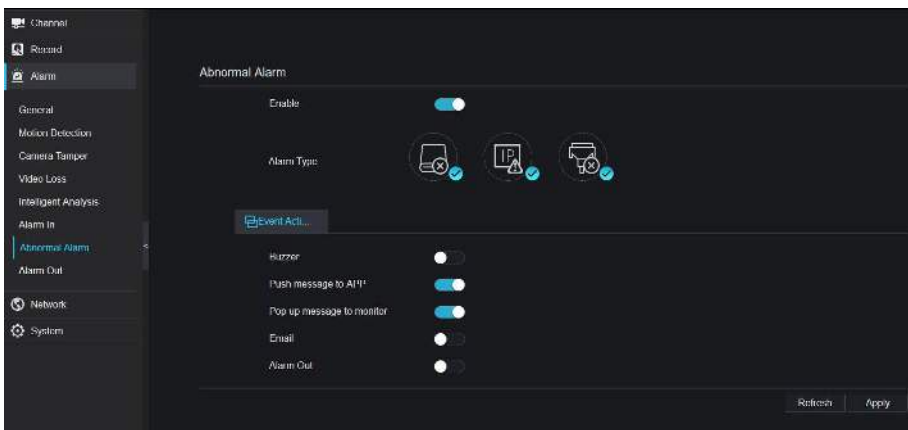 Channel
Record
Alarm
General
Motion Detection
Camera Tamper
Video Loss
Intelligent Analysis
Alarm In
Abnormal Alarm
Alarm Out
Network
System
Abnormal Alarm
Enable
Alarm Type
IP
Event Acti...
Buzzer
Push message to APP
Pop up message to monitor
Email
Alarm Out
Refresh
Apply